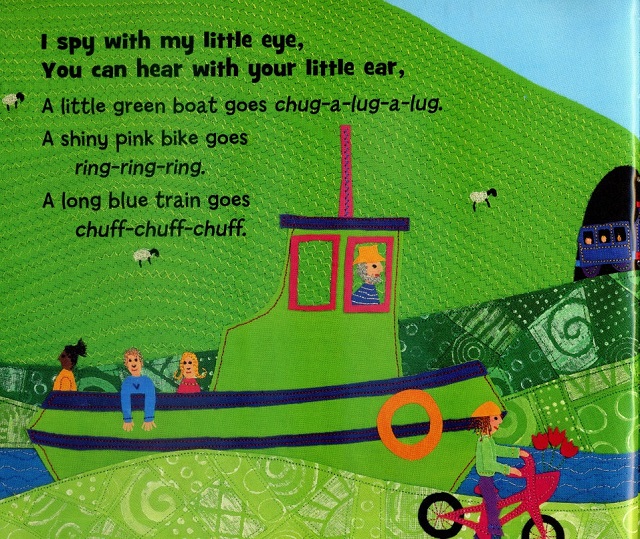 I spy with my little eye,
You can hear with your little ear,
A little green boat goes chug-a-lug-a-lug.
A shiny pink bike goes
ring-ring-ring.
A long blue train goes
chuff-chuff-chuff.